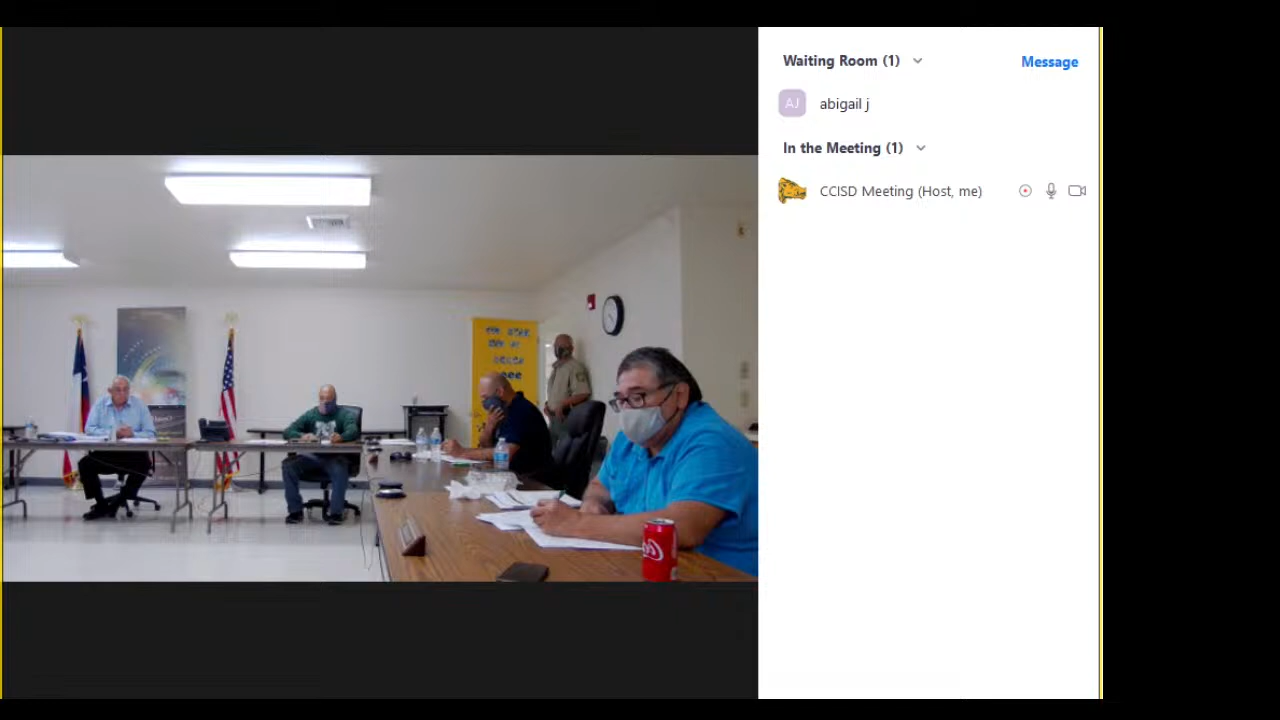 Waiting Room (1)
Message
AJ
abigail j
In the Meeting (1)
CCISD Meeting (Host, me)